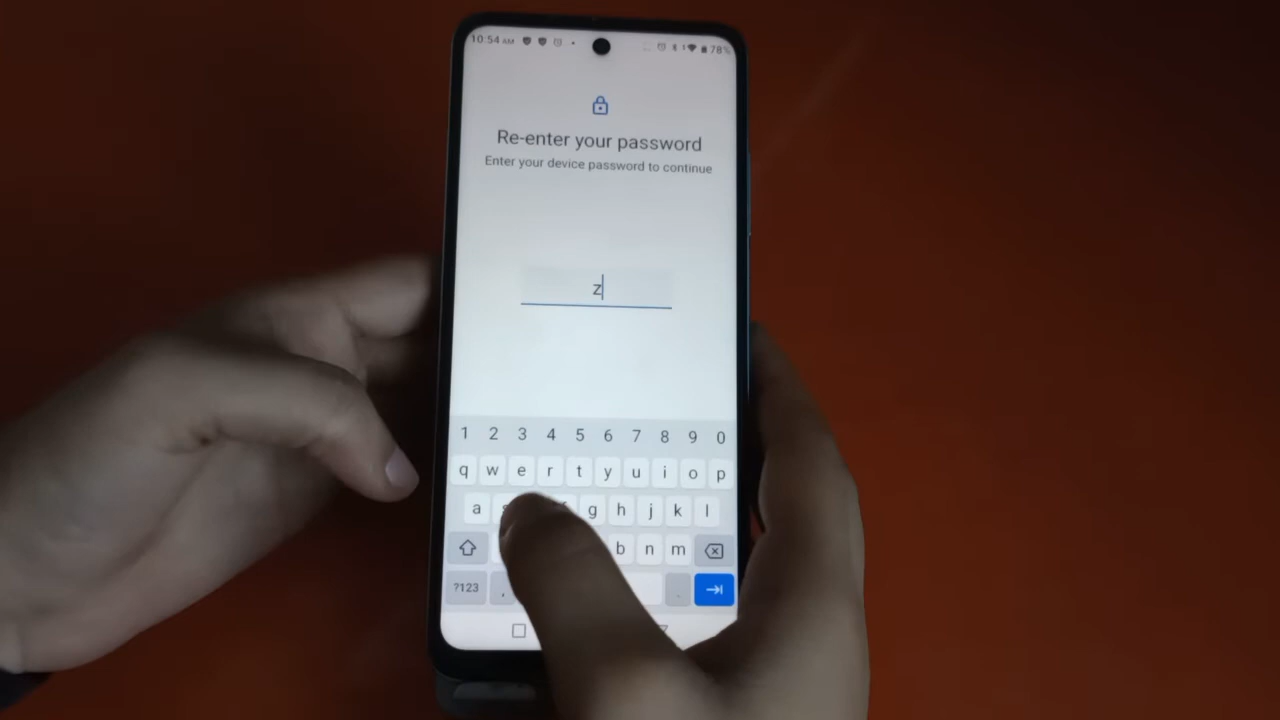 10:54 AM 78%
Re-enter your password
Enter your device password to continue
z
1 2 3 4 5 6 7 8 9 0
q w e r t y u i o p
a g h j k l
b n m
?123 , .